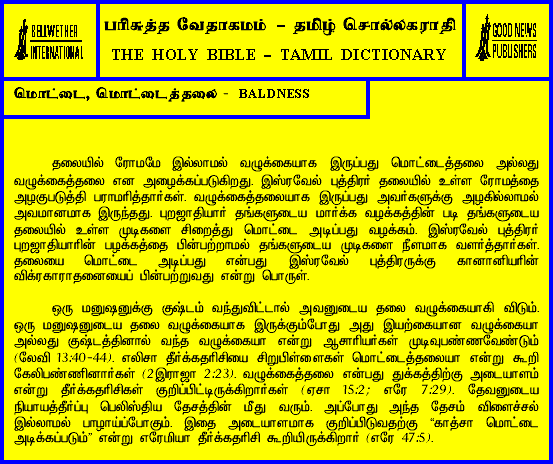 BELLWETHER
INTERNATIONAL
பரிசுத்த வேதாகமம் – தமிழ் சொல்லகராதி
THE HOLY BIBLE – TAMIL DICTIONARY
GOOD NEWS
PUBLISHERS
மொட்டை, மொட்டைத்தலை - BALDNESS
தலையில் ரோமமே இல்லாமல் வழுக்கையாக இருப்பது மொட்டைத்தலை அல்லது
வழுக்கைத்தலை என அழைக்கப்படுகிறது. இஸ்ரவேல் புத்திரர் தலையில் உள்ள ரோமத்தை
அழகுபடுத்தி பராமரித்தார்கள். வழுக்கைத்தலையாக இருப்பது அவர்களுக்கு அழகில்லாமல்
அவமானமாக இருந்தது. புறஜாதியார் தங்களுடைய மார்க்க வழக்கத்தின் படி தங்களுடைய
தலையில் உள்ள முடிகளை சிரைத்து மொட்டை அடிப்பது வழக்கம். இஸ்ரவேல் புத்திரர்
புறஜாதியாரின் பழக்கத்தை பின்பற்றாமல் தங்களுடைய முடிகளை நீளமாக வளர்த்தார்கள்.
தலையை மொட்டை அடிப்பது என்பது இஸ்ரவேல் புத்திரருக்கு கானானியரின்
விக்ரகாராதனையைப் பின்பற்றுவது என்று பொருள்.
ஒரு மனுஷனுக்கு குஷ்டம் வந்துவிட்டால் அவனுடைய தலை வழுக்கையாகி விடும்.
ஒரு மனுஷனுடைய தலை வழுக்கையாக இருக்கும்போது அது இயற்கையான வழுக்கையா
அல்லது குஷ்டத்தினால் வந்த வழுக்கையா என்று ஆசாரியர்கள் முடிவுபண்ணவேண்டும்
(லேவி 13:40-44). எலிசா தீர்க்கதரிசியை சிறுபிள்ளைகள் மொட்டைத்தலையா என்று கூறி
கேலிபண்ணினார்கள் (2இராஜா 2:23). வழுக்கைத்தலை என்பது துக்கத்திற்கு அடையாளம்
என்று தீர்க்கதரிசிகள் குறிப்பிட்டிருக்கிறார்கள் (ஏசா 15:2; எரே 7:29). தேவனுடைய
நியாயத்தீர்ப்பு பெலிஸ்திய தேசத்தின் மீது வரும். அப்போது அந்த தேசம் விளைச்சல்
இல்லாமல் பாழாய்ப்போகும். இதை அடையாளமாக குறிப்பிடுவதற்கு “காத்சா மொட்டை
அடிக்கப்படும்” என்று எரேமியா தீர்க்கதரிசி கூறியிருக்கிறார் (எரே 47:5).